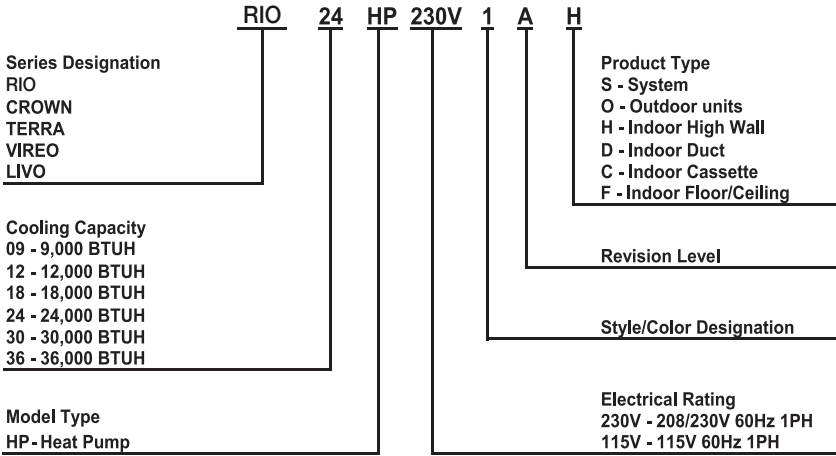 RIO 24 HP 230V 1 A H
Series Designation
RIO
CROWN
TERRA
VIREO
LIVO
Cooling Capacity
09 - 9,000 BTUH
12 - 12,000 BTUH
18 - 18,000 BTUH
24 - 24,000 BTUH
30 - 30,000 BTUH
36 - 36,000 BTUH
Model Type
HP - Heat Pump
Product Type
S - System
O - Outdoor units
H - Indoor High Wall
D - Indoor Duct
C - Indoor Cassette
F - Indoor Floor/Ceiling
Revision Level
Style/Color Designation
Electrical Rating
230V - 208/230V 60Hz 1PH
115V - 115V 60Hz 1PH